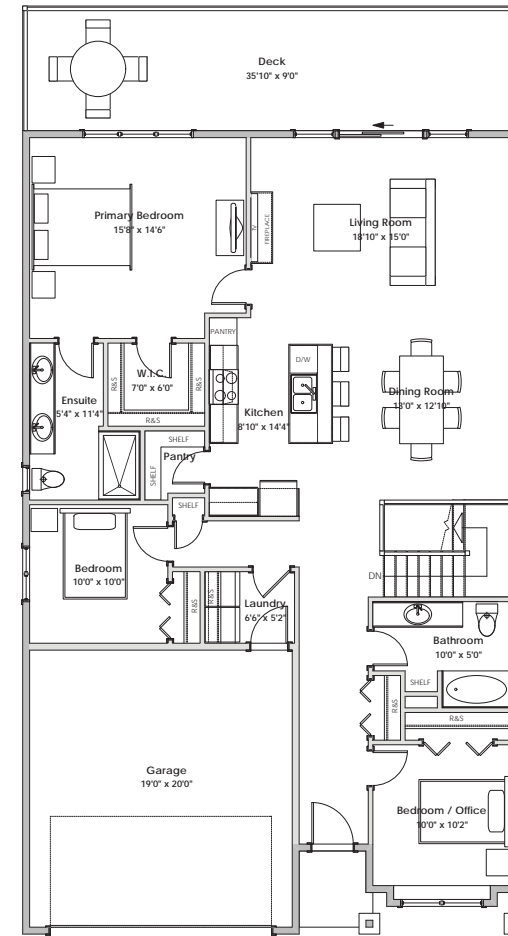 Deck
35'10" x 9'0"
Primary Bedroom
15'8" x 14'6"
TV
FIREPLACE
Living Room
18'10" x 15'0"
PANTRY
D/W
R&S
W.I.C.
7'0" x 6'0"
R&S
R&S
Ensuite
5'4" x 11'4"
Kitchen
8'10" x 14'4"
Dining Room
13'0" x 12'10"
SHELF
Pantry
SHELF
SHELF
Bedroom
10'0" x 10'0"
DN
R&S
R&S
Laundry
6'6" x 5'2"
Bathroom
10'0" x 5'0"
SHELF
R&S
R&S
Garage
19'0" x 20'0"
Bedroom / Office
10'0" x 10'2"